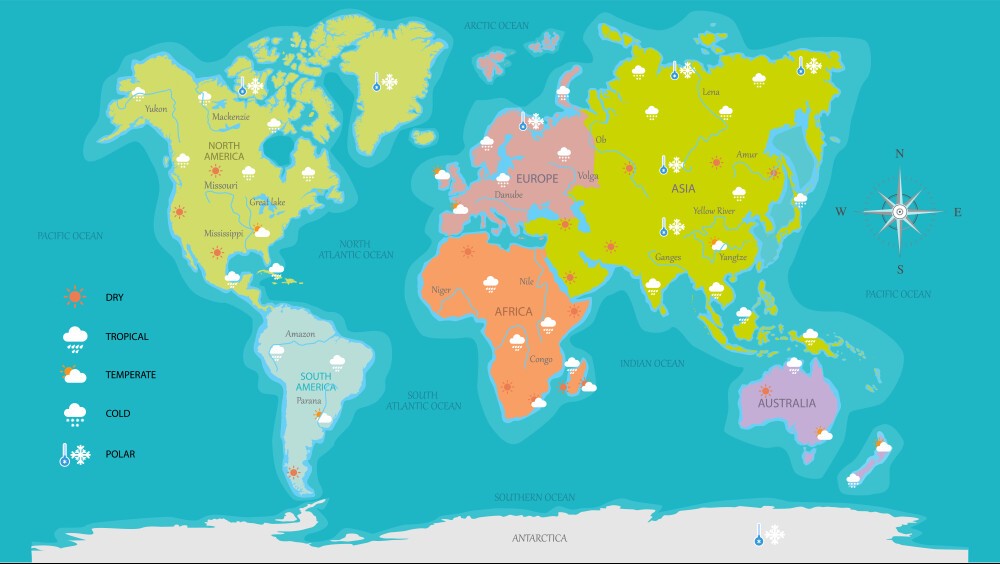 ARCTIC OCEAN
Lena
Yukon
Mackenzie
Ob
NORTH
AMERICA
Amur
N
Missouri
EUROPE
Volga
ASIA
Danube
Great lake
Yellow River
W
E
Mississippi
PACIFIC OCEAN
NORTH
ATLANTIC OCEAN
Ganges
Yangtze
S
Nile
Niger
PACIFIC OCEAN
DRY
AFRICA
TROPICAL
Amazon
Congo
INDIAN OCEAN
TEMPERATE
SOUTH
AMERICA
Parana
SOUTH
ATLANTIC OCEAN
AUSTRALIA
COLD
POLAR
SOUTHERN OCEAN
ANTARCTICA